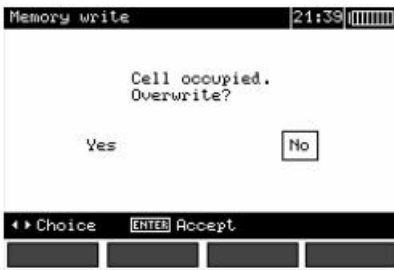 Memory write 21:39
Cell occupied.
Overwrite?
Yes No
Choice ENTER Accept